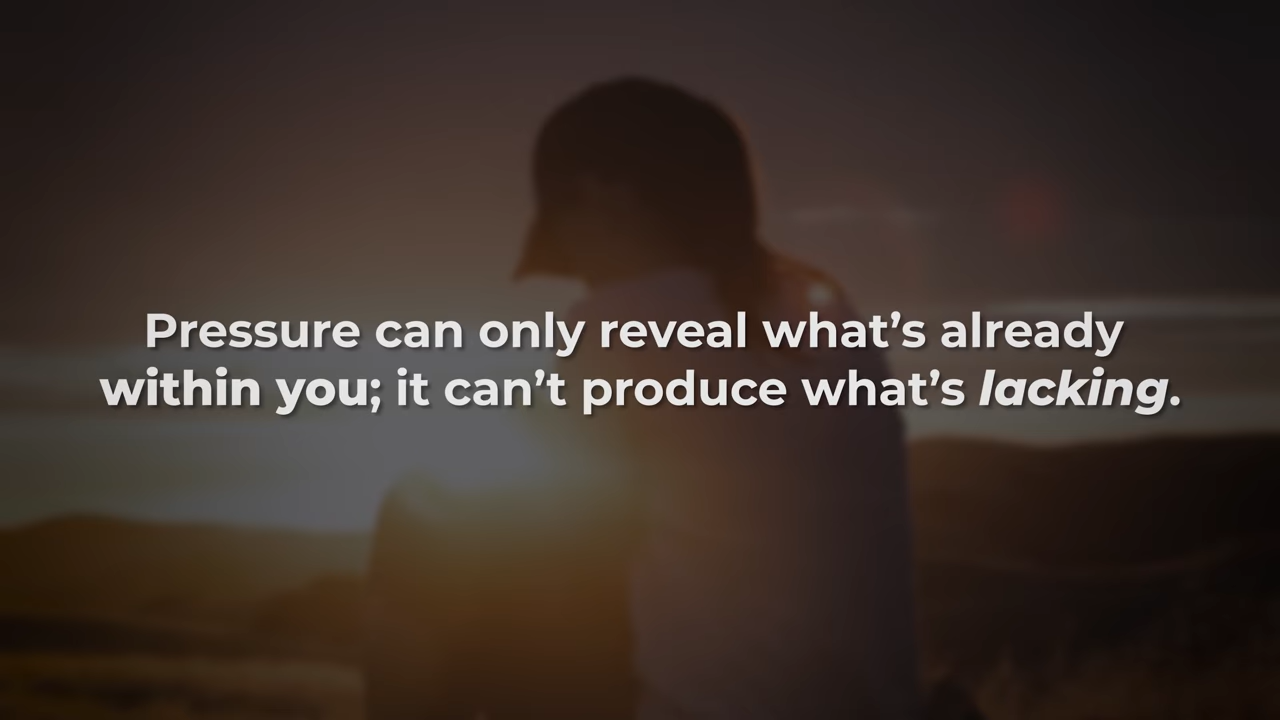 Pressure can only reveal what’s already
within you; it can’t produce what’s lacking.